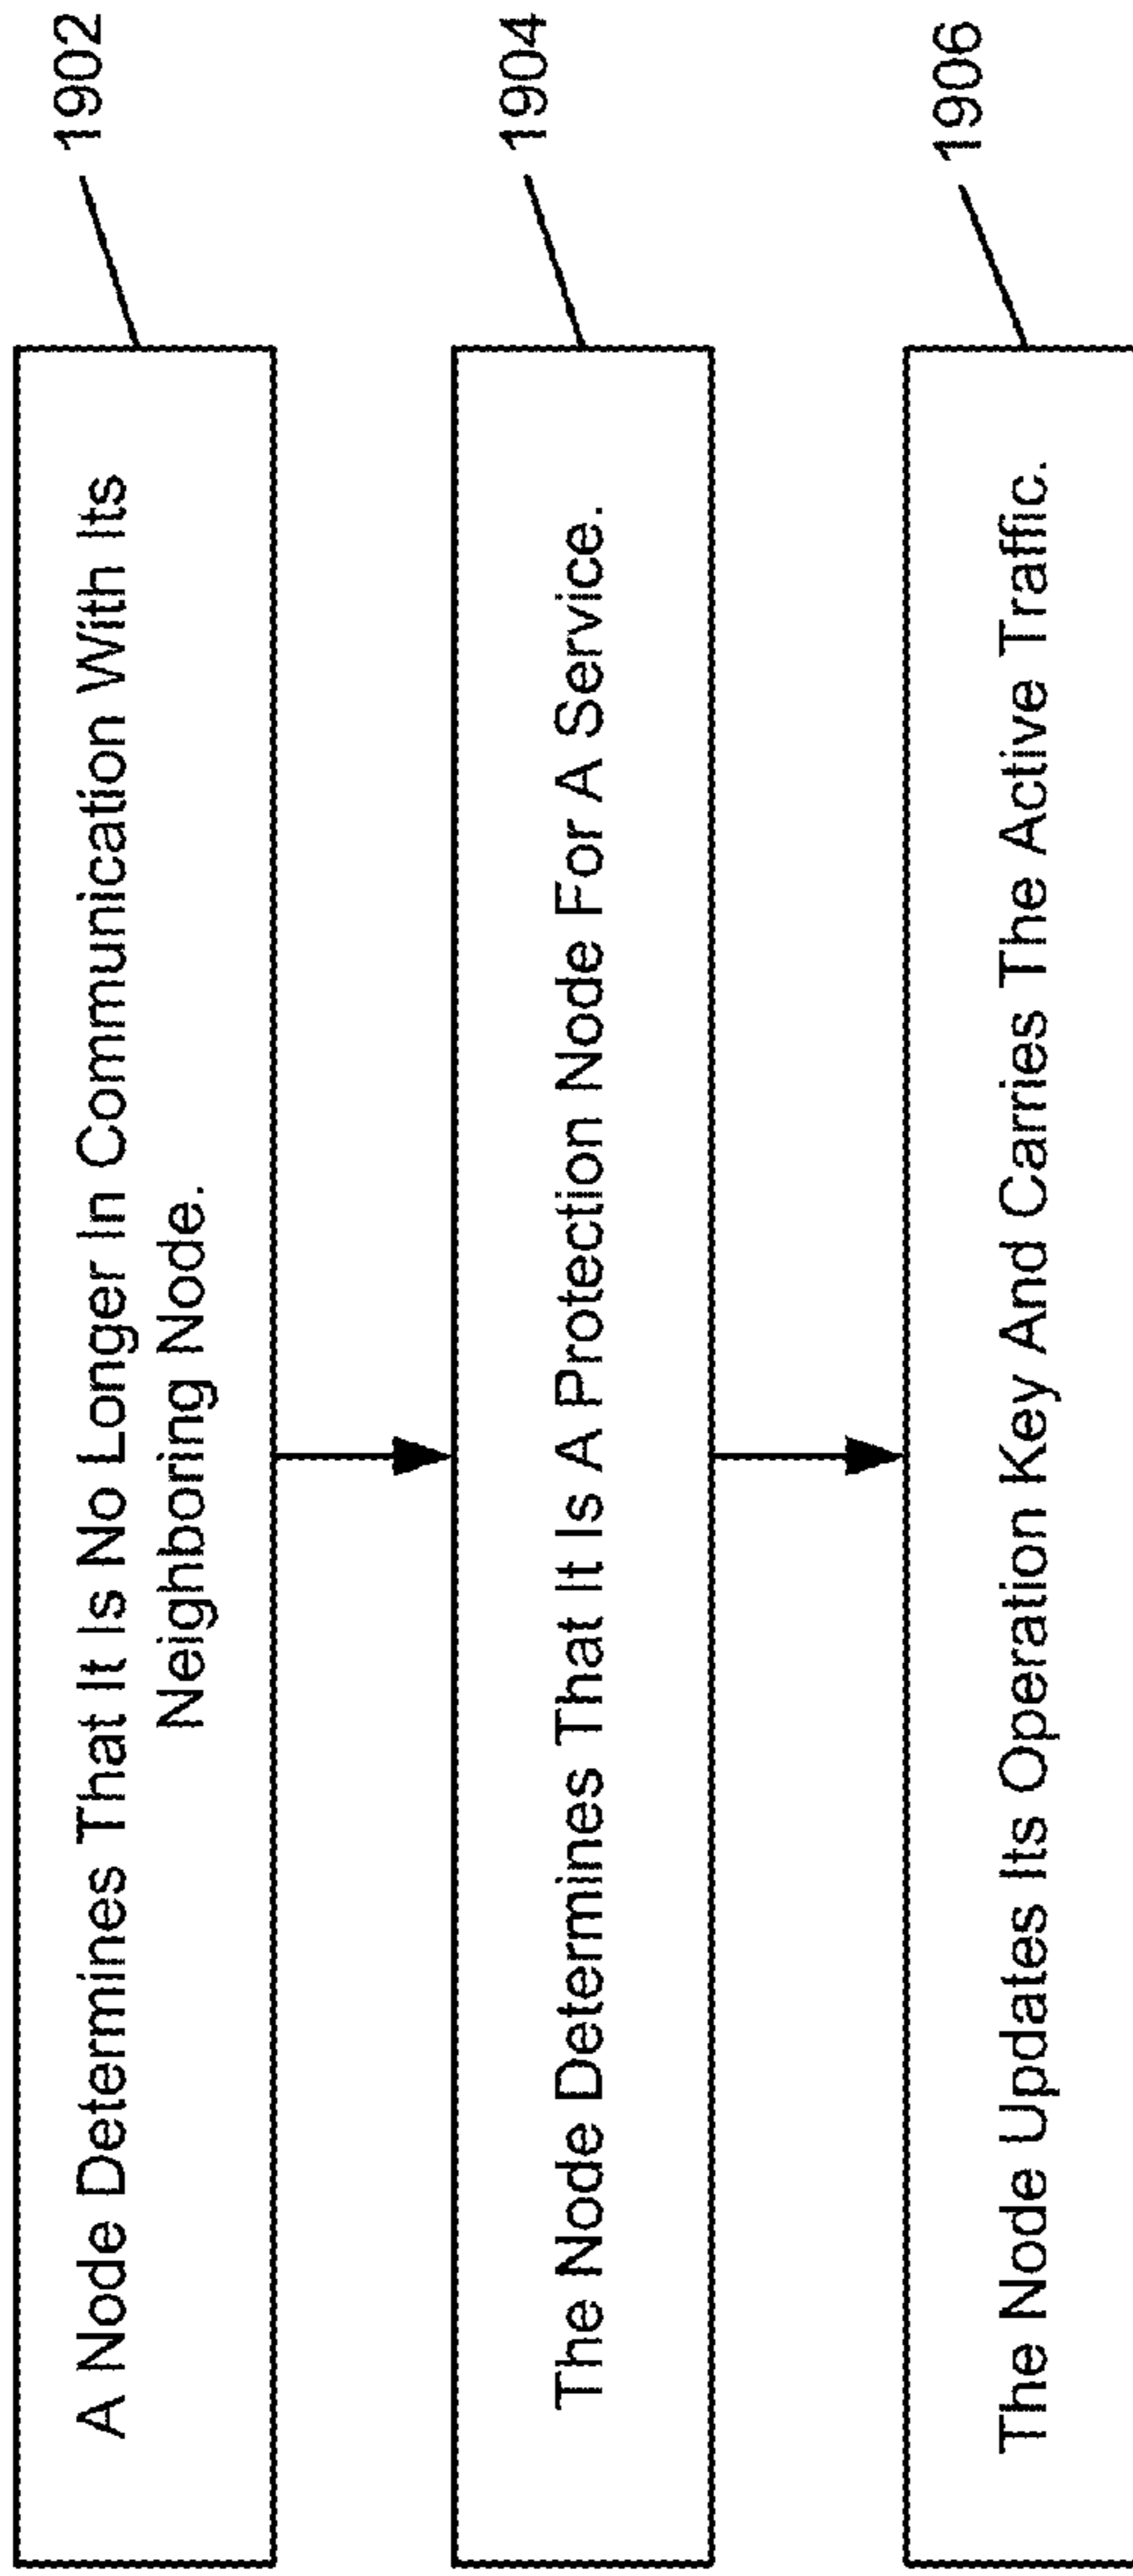 A Node Determines That It Is No Longer In Communication With Its
Neighboring Node.
1902
The Node Determines That It Is A Protection Node For A Service.
1904
The Node Updates Its Operation Key And Carries The Active Traffic.
1906